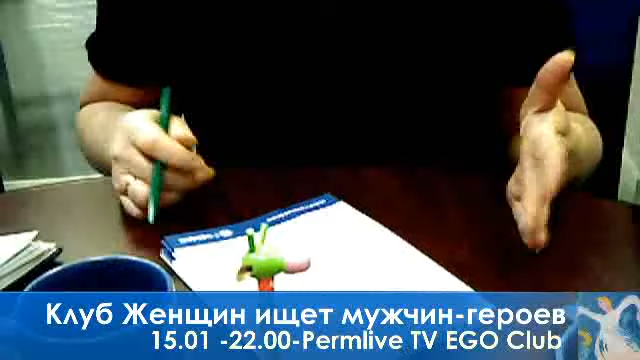 Клуб Женщин ищет мужчин-героев
15.01 -22.00-Permlive TV EGO Club